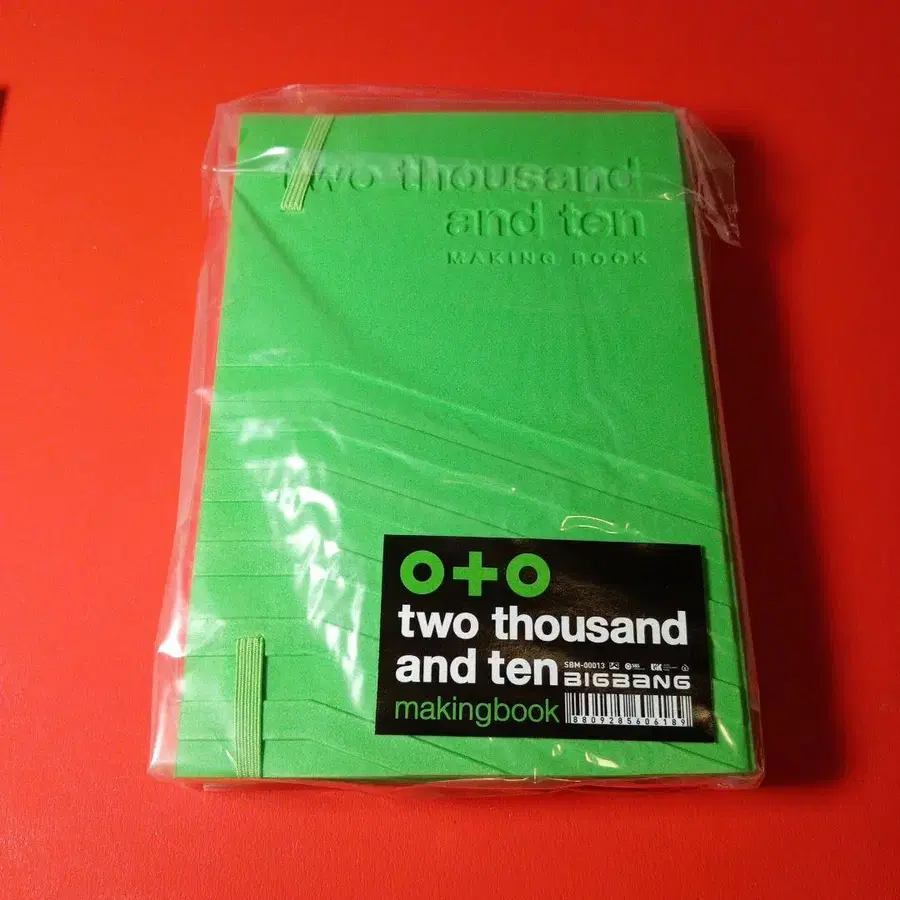 two thousand
and ten
MAKING BOOK
o+o
two thousand
and ten
SBM-00013
BIGBANG
makingbook
8809285606189